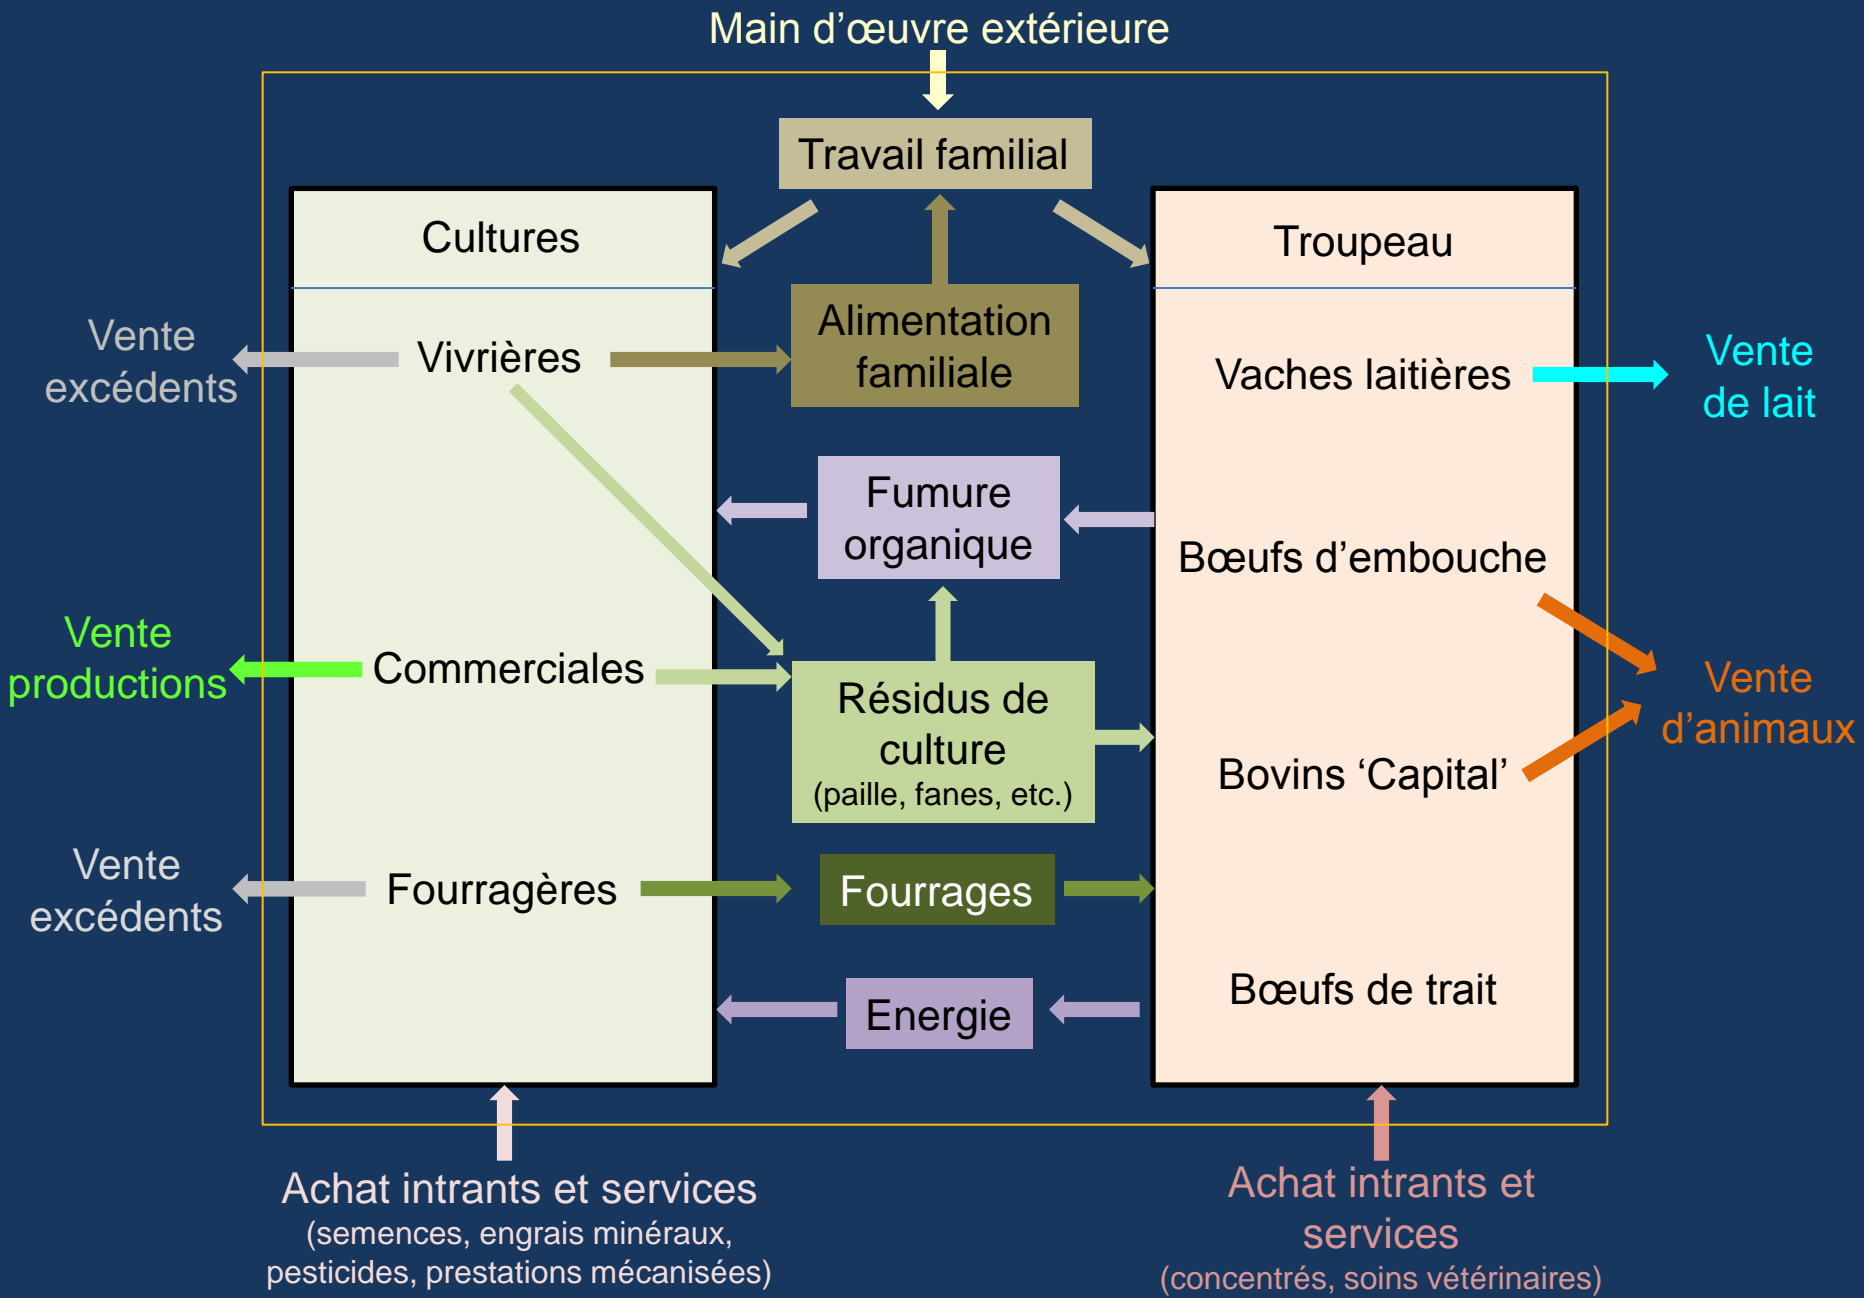 Main d’œuvre extérieure
Travail familial
Cultures
Troupeau
Vente
excédents
Vivrières
Alimentation
familiale
Vaches laitières
Vente
de lait
Fumure
organique
Bœufs d’embouche
Vente
productions
Commerciales
Résidus de
culture
(paille, fanes, etc.)
Vente
d’animaux
Bovins ‘Capital’
Vente
excédents
Fourragères
Fourrages
Bœufs de trait
Energie
Achat intrants et services
(semences, engrais minéraux,
pesticides, prestations mécanisées)
Achat intrants et
services
(concentrés, soins vétérinaires)